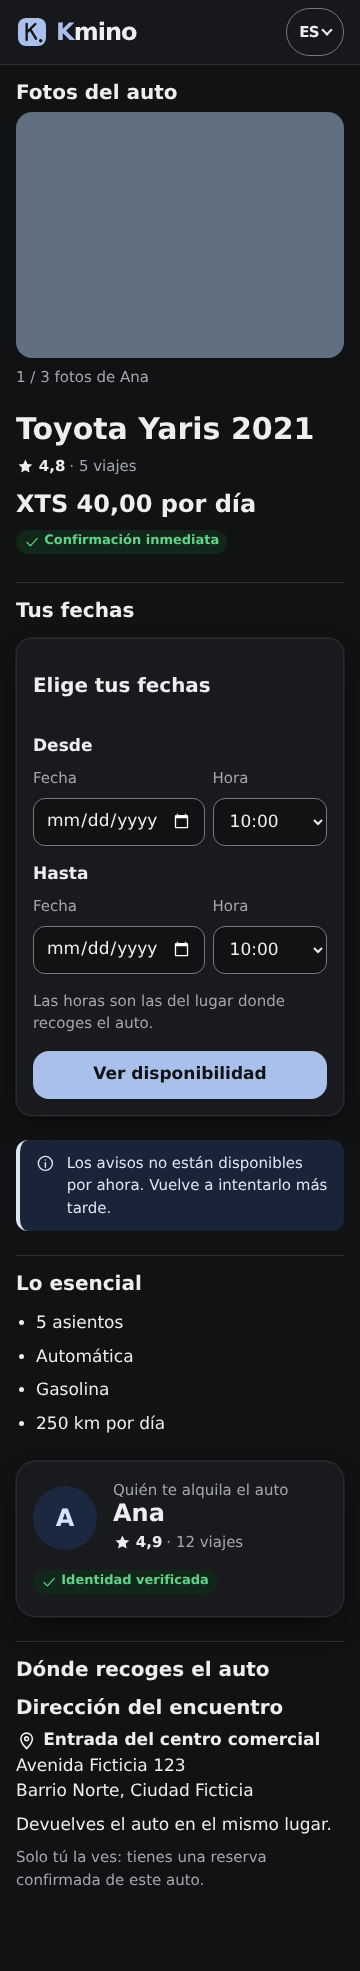 K Kmino
ES
Fotos del auto
1 / 3 fotos de Ana
Toyota Yaris 2021
★ 4,8 · 5 viajes
XTS 40,00 por día
✓ Confirmación inmediata
Tus fechas
Elige tus fechas
Desde
Fecha Hora
mm/dd/yyyy 10:00
Hasta
Fecha Hora
mm/dd/yyyy 10:00
Las horas son las del lugar donde
recoges el auto.
Ver disponibilidad
Los avisos no están disponibles
por ahora. Vuelve a intentarlo más
tarde.
Lo esencial
• 5 asientos
• Automática
• Gasolina
• 250 km por día
A
Quién te alquila el auto
Ana
★ 4,9 · 12 viajes
✓ Identidad verificada
Dónde recoges el auto
Dirección del encuentro
Entrada del centro comercial
Avenida Ficticia 123
Barrio Norte, Ciudad Ficticia
Devuelves el auto en el mismo lugar.
Solo tú la ves: tienes una reserva
confirmada de este auto.